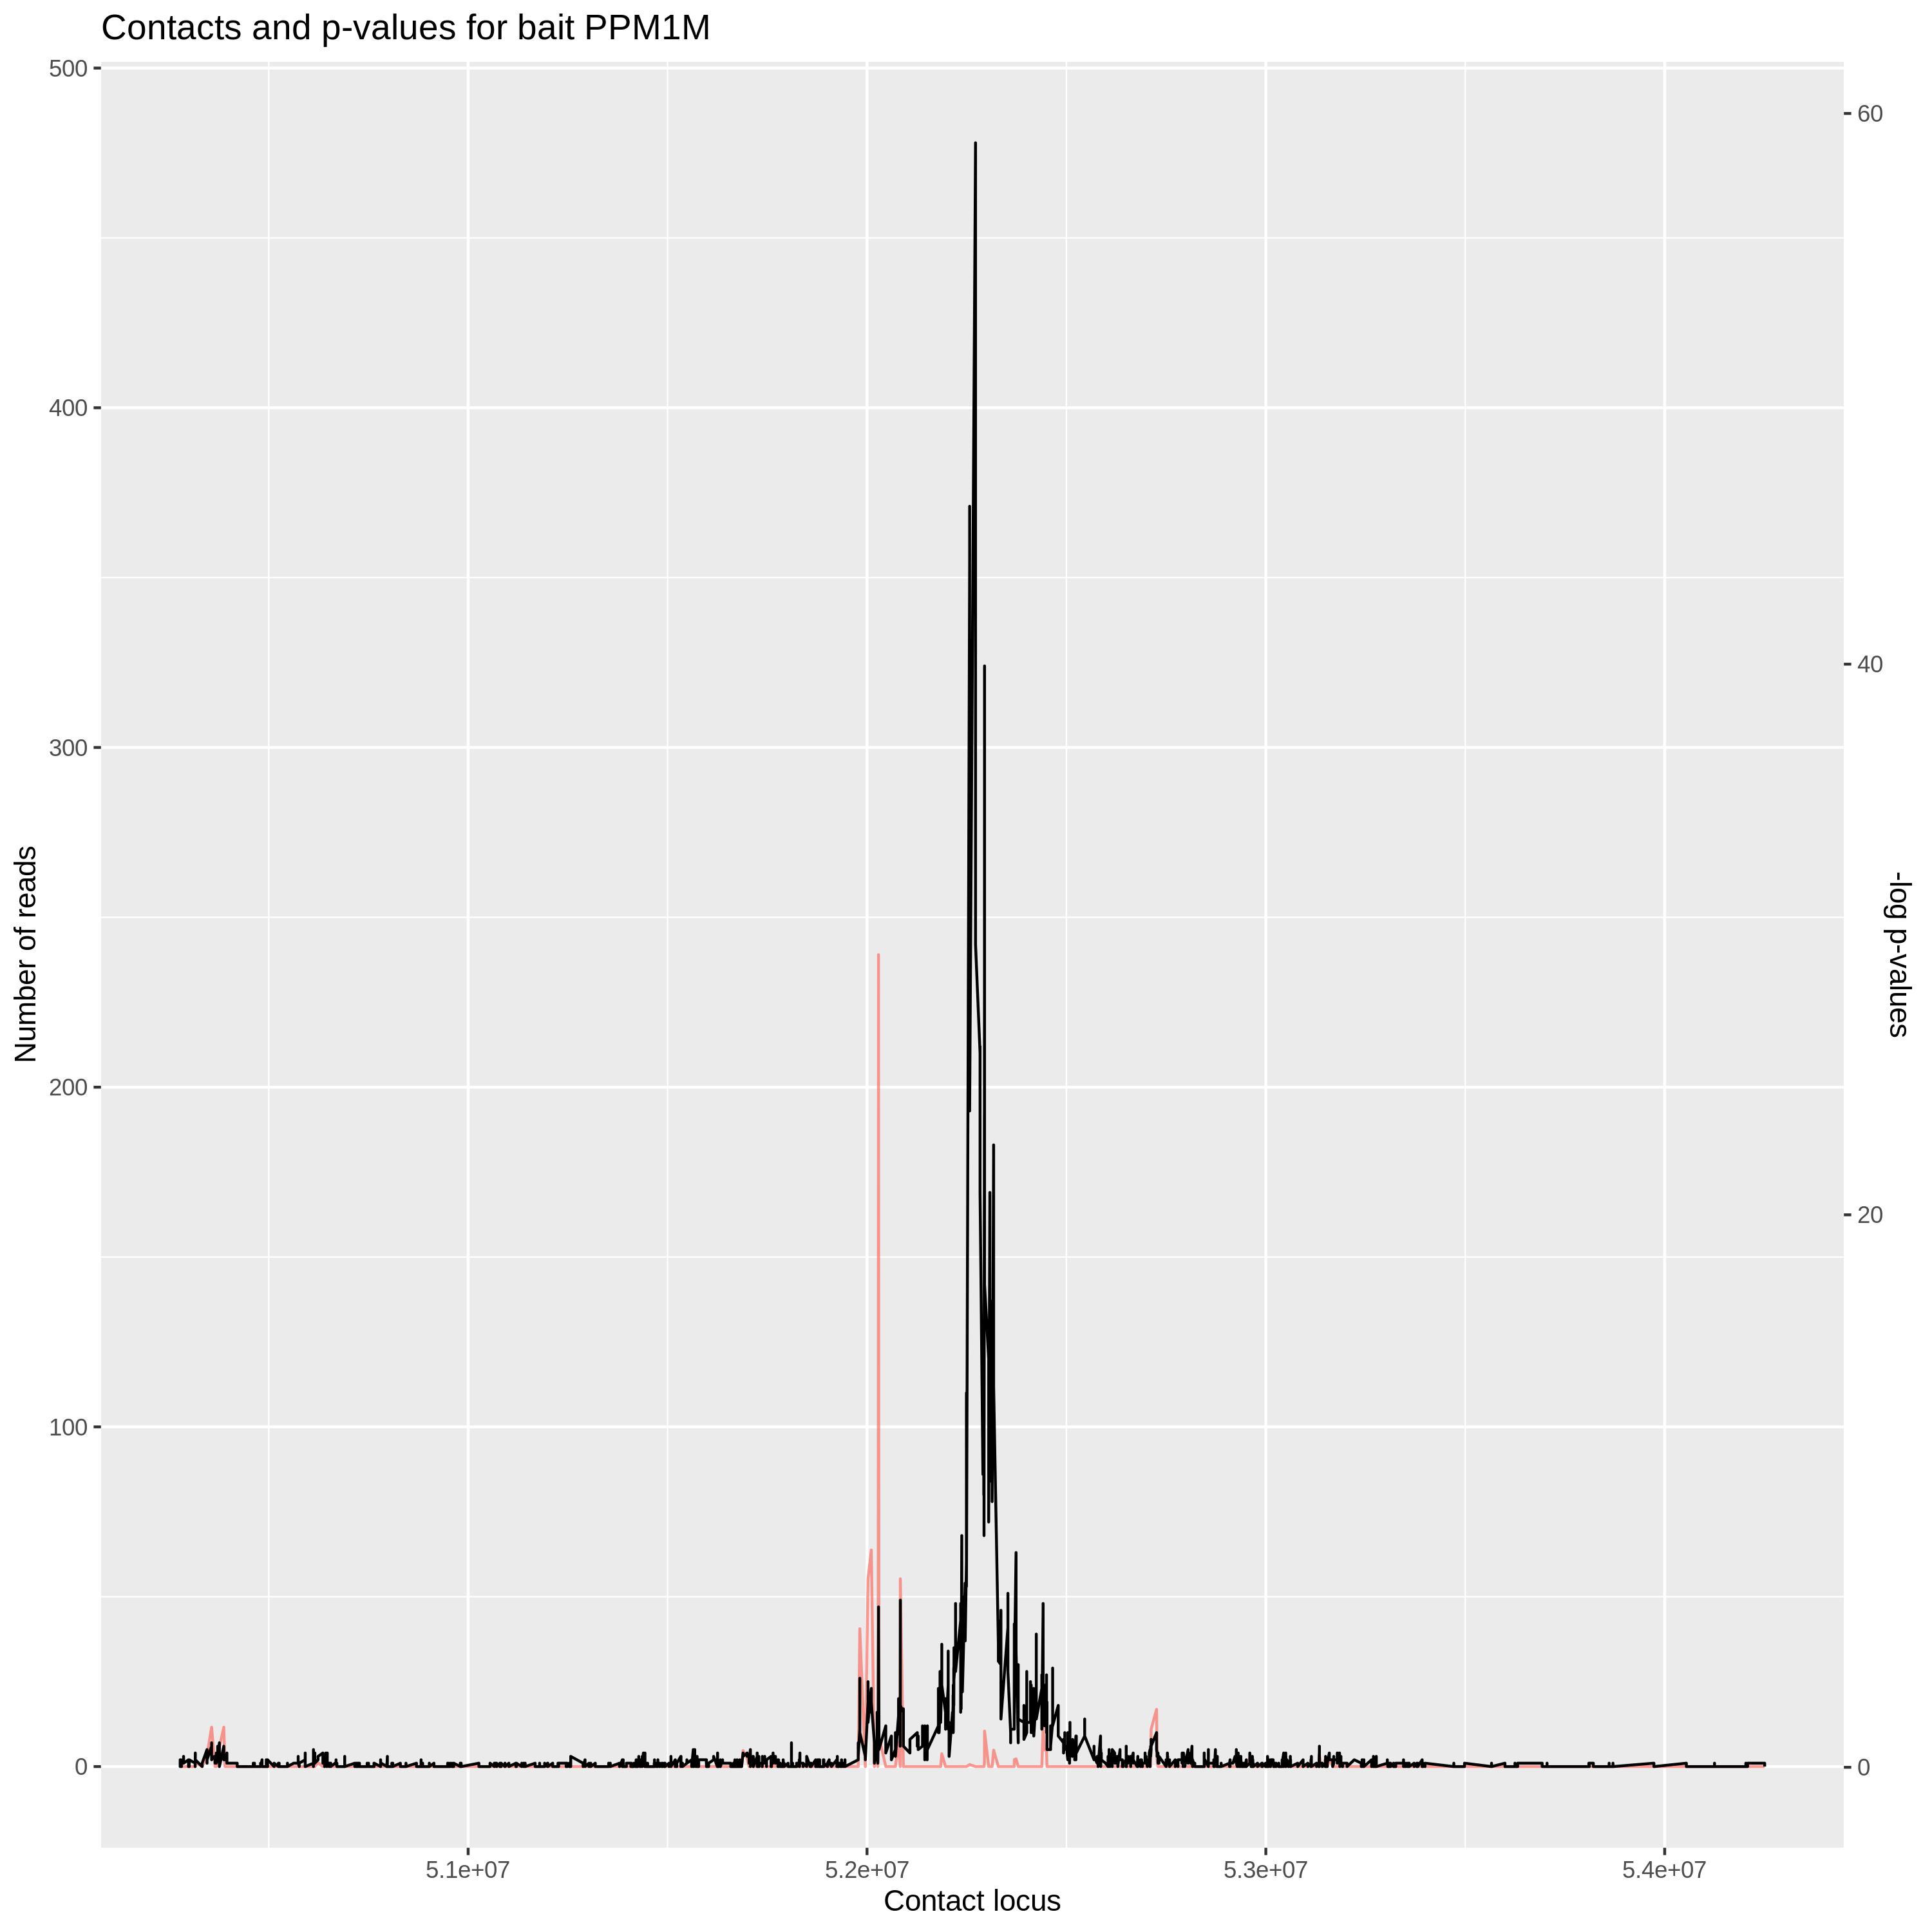 Contacts and p-values for bait PPM1M
500
400
300
200
100
0
Number of reads
60
40
20
0
-log p-values
5.1e+07 5.2e+07 5.3e+07 5.4e+07
Contact locus